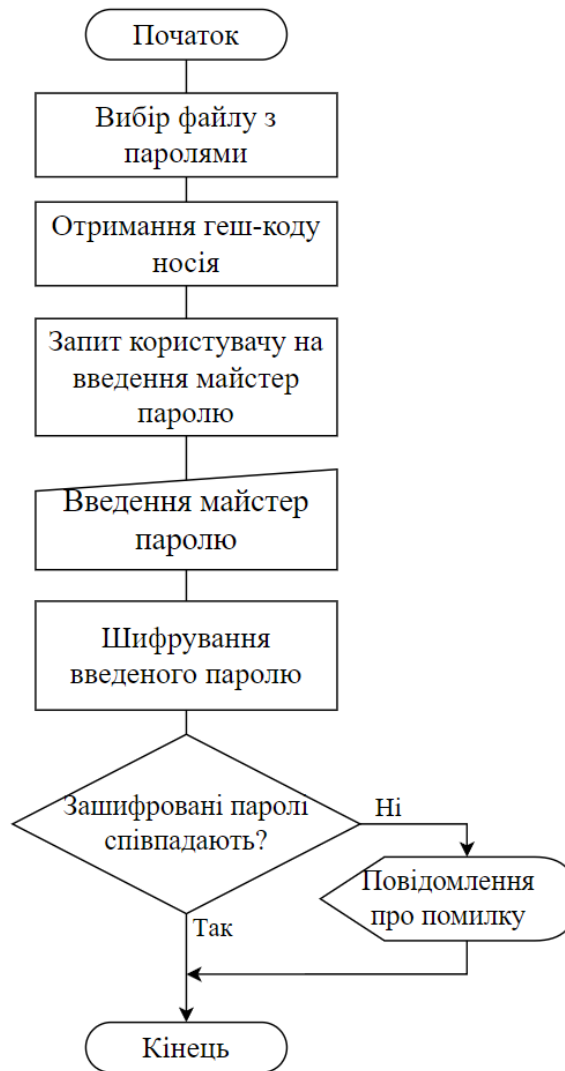 Початок
Вибір файлу з
паролями
Отримання геш-коду
носія
Запит користувачу на
введення майстер
паролю
Введення майстер
паролю
Шифрування
введеного паролю
Зашифровані паролі
співпадають?
Ні
Повідомлення
про помилку
Так
Кінець